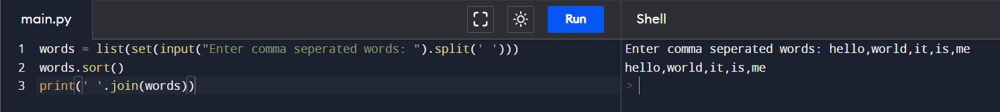 main.py
Run
Shell
1 words = list(set(input("Enter comma seperated words: ").split(' ')))
2 words.sort()
3 print(' '.join(words))
Enter comma seperated words: hello,world,it,is,me
hello,world,it,is,me
>